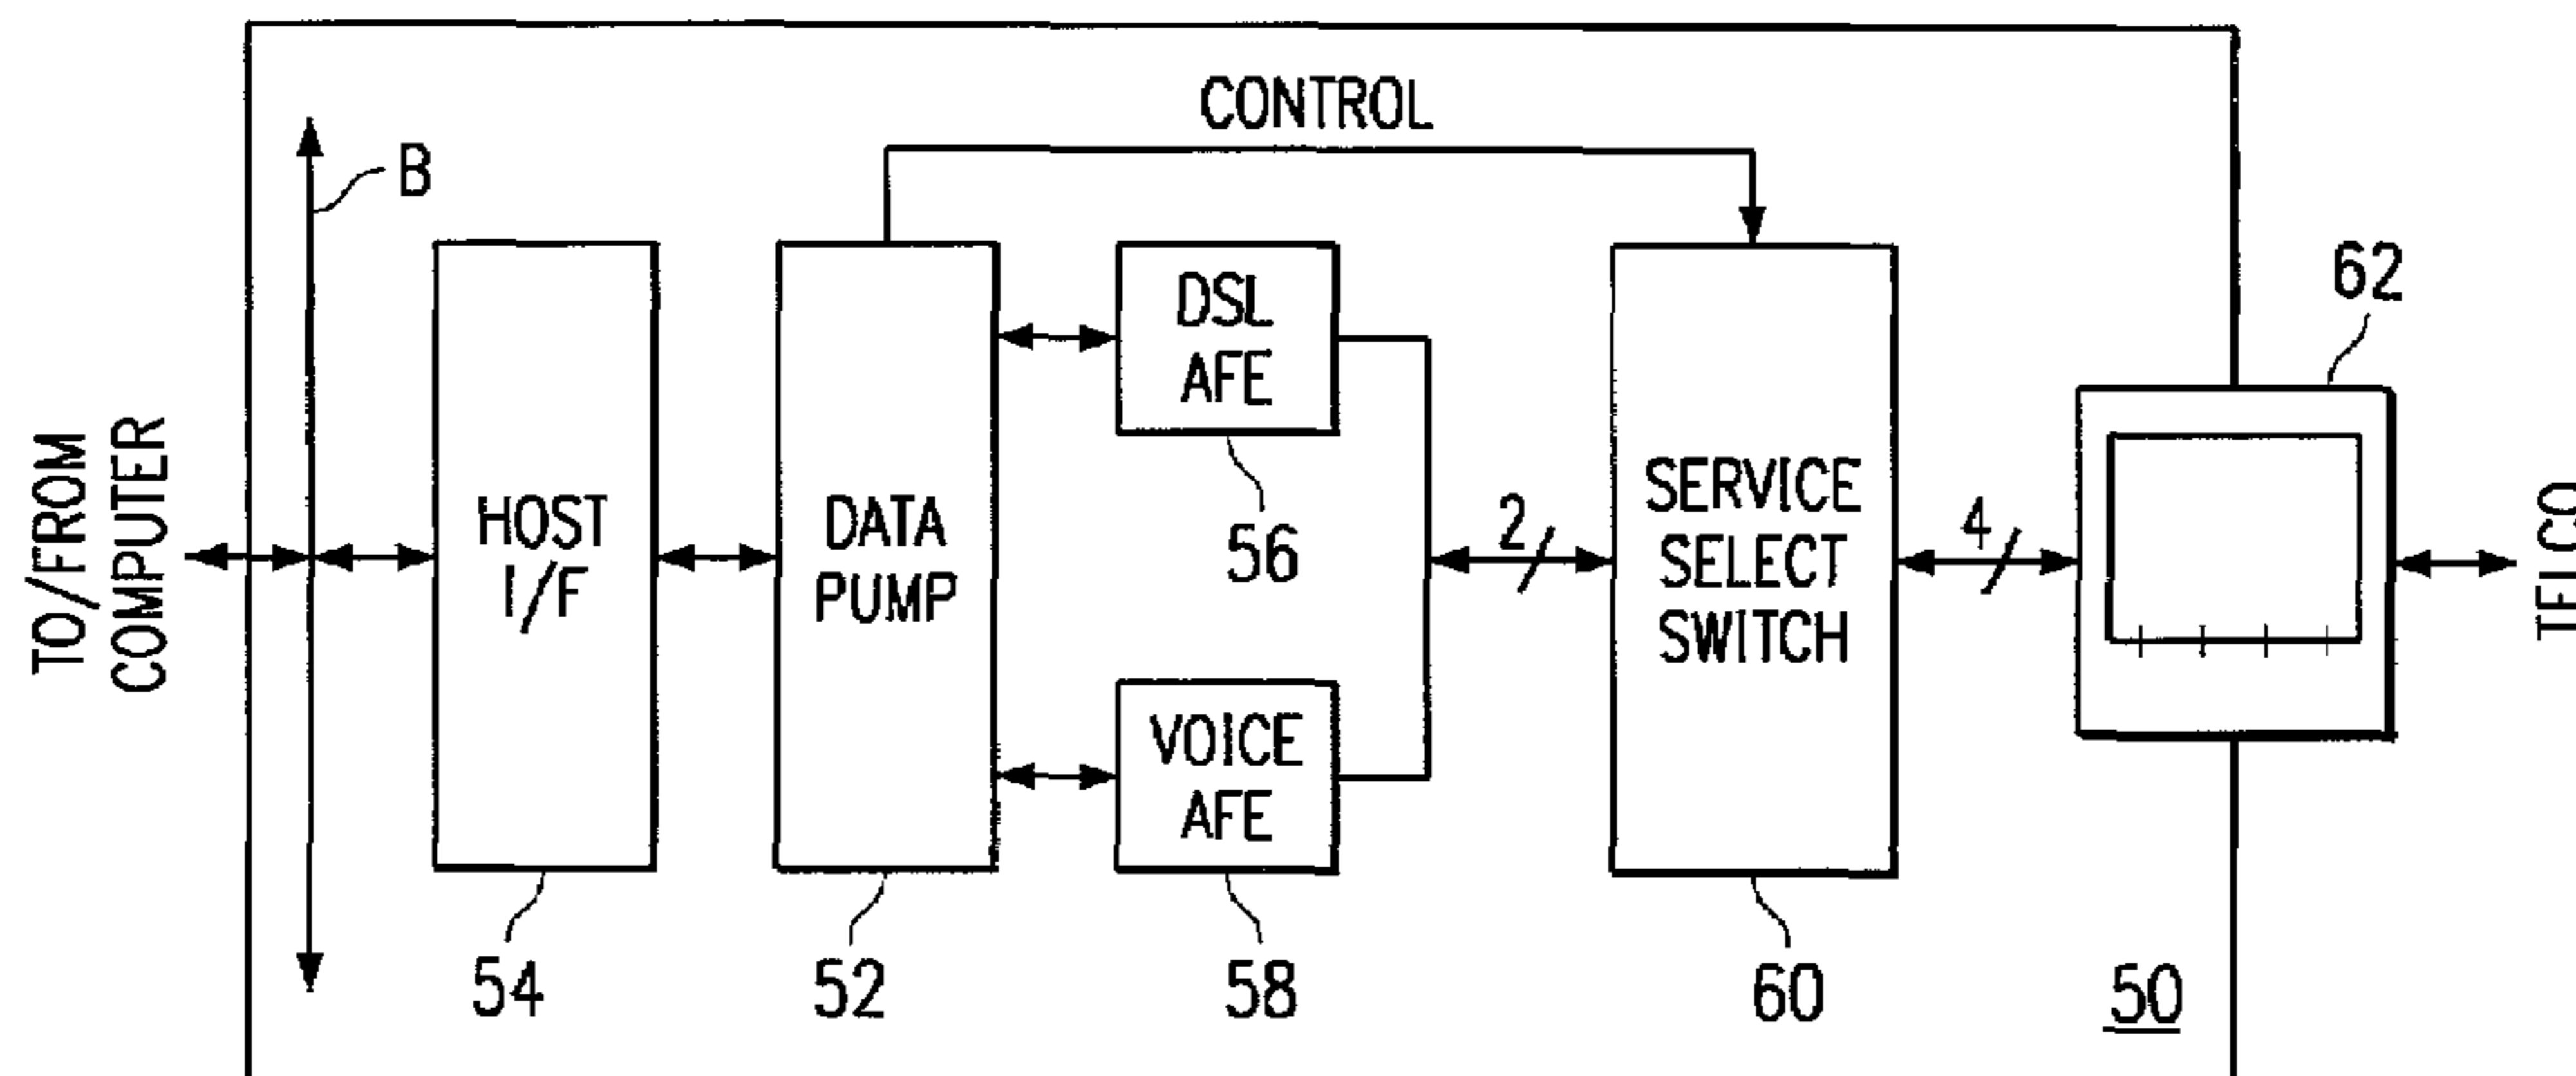 CONTROL
B
62
TO/FROM
COMPUTER
HOST
I/F
DATA
PUMP
DSL
AFE
56
VOICE
AFE
2
SERVICE
SELECT
SWITCH
4
TELCO
54
52
58
60
50